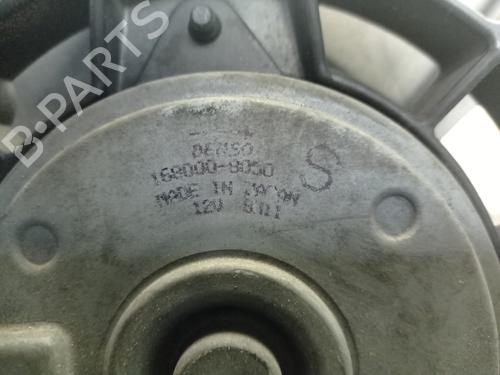 DENSO
168000-8050
MADE IN JAPAN
S
12V
B-PARTS